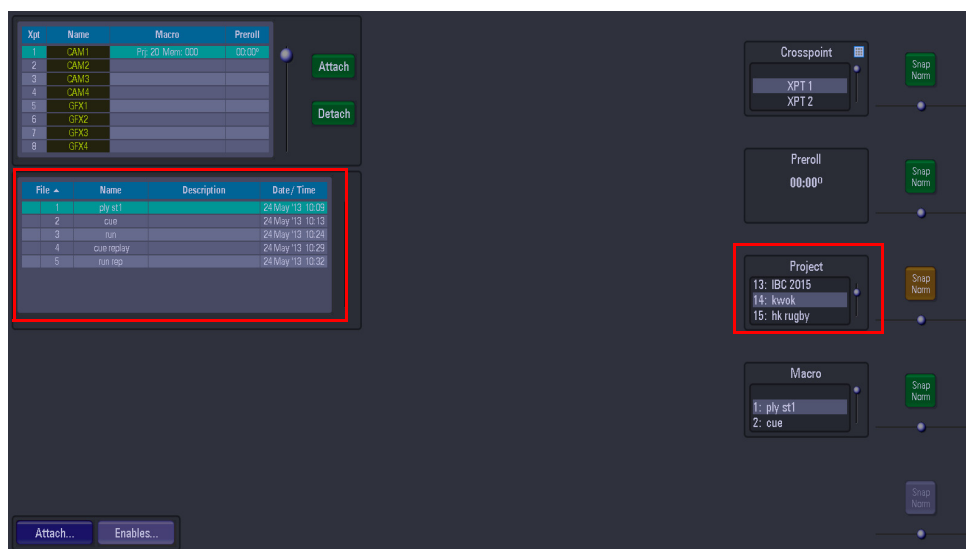 Xpt Name Macro Preroll
1 CAM1 Prj: 20 Mem: 000 00:00⁰
2 CAM2
3 CAM3
4 CAM4
5 GFX1
6 GFX2
7 GFX3
8 GFX4
Attach
Detach
File Name Description Date/ Time
1 ply st1 24 May '13 10:09
2 cue 24 May '13 10:13
3 run 24 May '13 10:24
4 cue replay 24 May '13 10:29
5 run rep 24 May '13 10:32
Crosspoint
XPT 1
XPT 2
Snap
Norm
Preroll
00:00⁰
Snap
Norm
Project
13: IBC 2015
14: kwok
15: hk rugby
Snap
Norm
Macro
1: ply st1
2: cue
Snap
Norm
Snap
Norm
Attach... Enables...